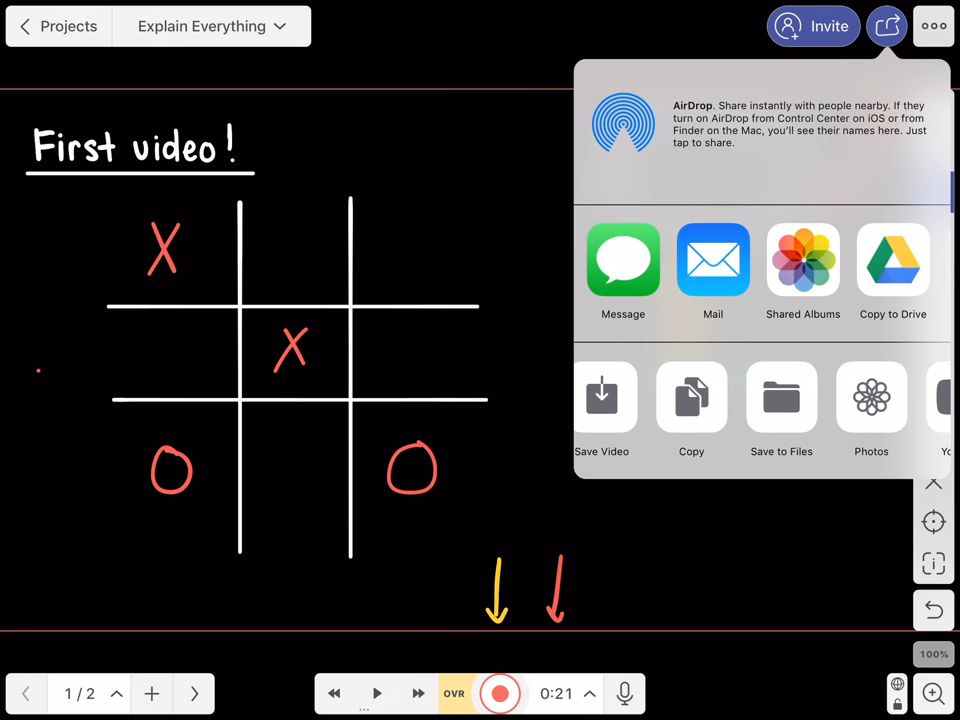 Projects
Explain Everything
Invite
AirDrop. Share instantly with people nearby. If they
turn on AirDrop from Control Center on iOS or from
Finder on the Mac, you'll see their names here. Just
tap to share.
First video!
X
X
O
O
Message
Mail
Shared Albums
Copy to Drive
Save Video
Copy
Save to Files
Photos
Yo
100%
1 / 2
OVR
0:21